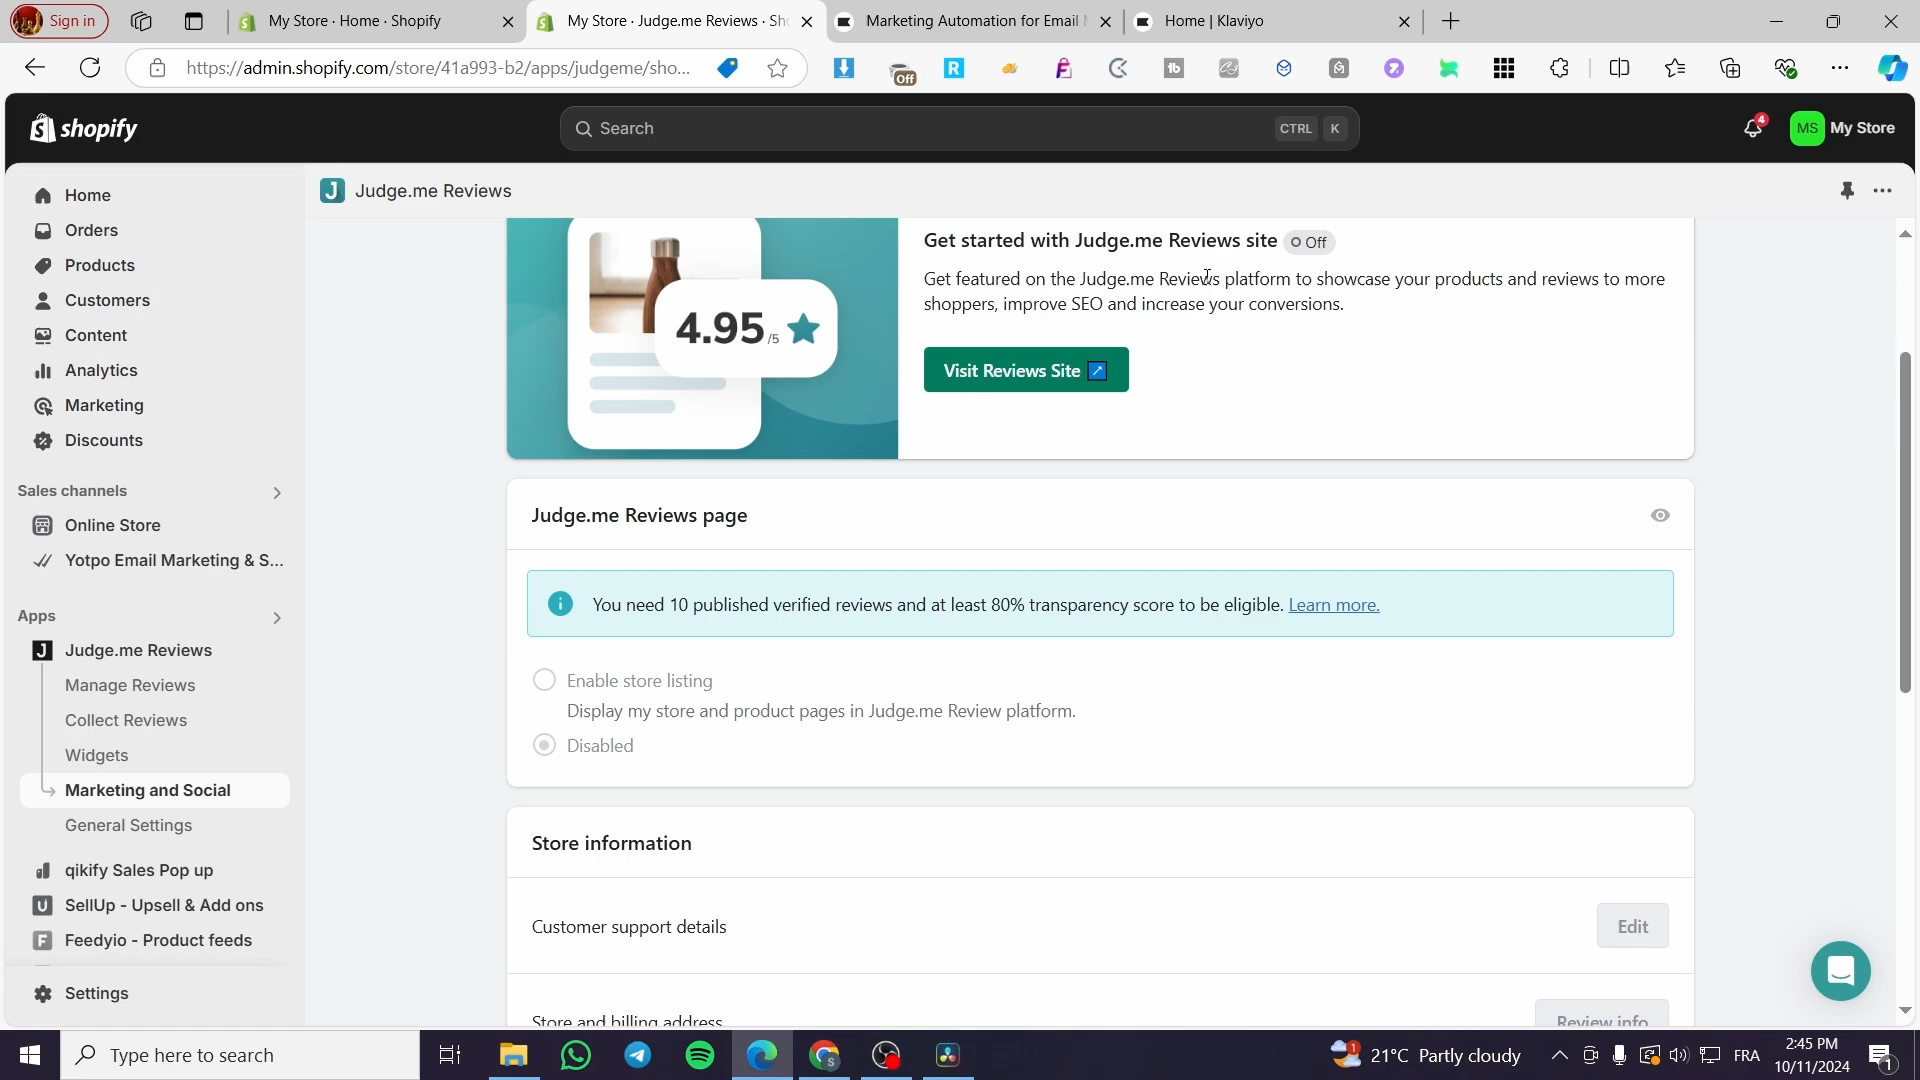 Sign in
My Store · Home · Shopify
My Store · Judge.me Reviews · Sh
Marketing Automation for Email
Home | Klaviyo
https://admin.shopify.com/store/41a993-b2/apps/judgeme/sho...
Off
shopify
Search
CTRL K
4
MS
My Store
Home
Orders
Products
Customers
Content
Analytics
Marketing
Discounts
Sales channels
Online Store
Yotpo Email Marketing & S...
Apps
Judge.me Reviews
Manage Reviews
Collect Reviews
Widgets
Marketing and Social
General Settings
qikify Sales Pop up
SellUp - Upsell & Add ons
Feedyio - Product feeds
Settings
J Judge.me Reviews
4.95/5
Get started with Judge.me Reviews site Off
Get featured on the Judge.me Reviews platform to showcase your products and reviews to more
shoppers, improve SEO and increase your conversions.
Visit Reviews Site
Judge.me Reviews page
You need 10 published verified reviews and at least 80% transparency score to be eligible. Learn more.
Enable store listing
Display my store and product pages in Judge.me Review platform.
Disabled
Store information
Customer support details
Edit
Store and billing address
Review info
Type here to search
1
21°C Partly cloudy
FRA
2:45 PM
10/11/2024
1